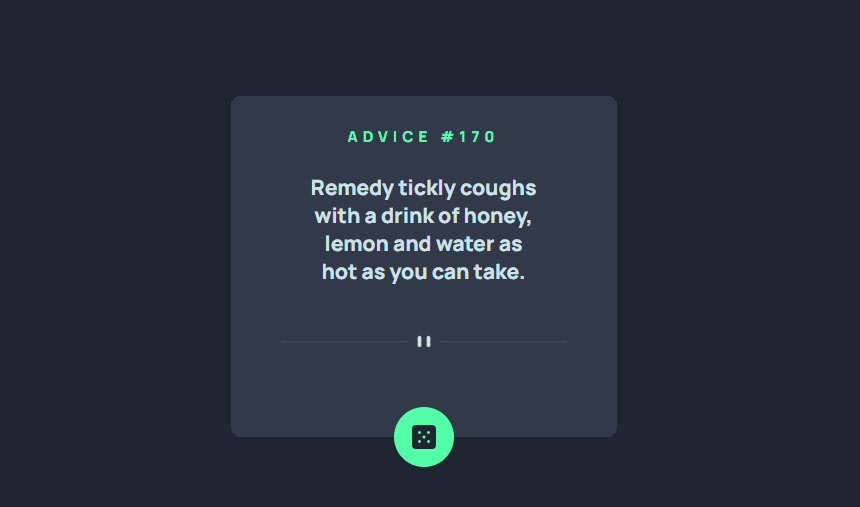 ADVICE #170
Remedy tickly coughs
with a drink of honey,
lemon and water as
hot as you can take.